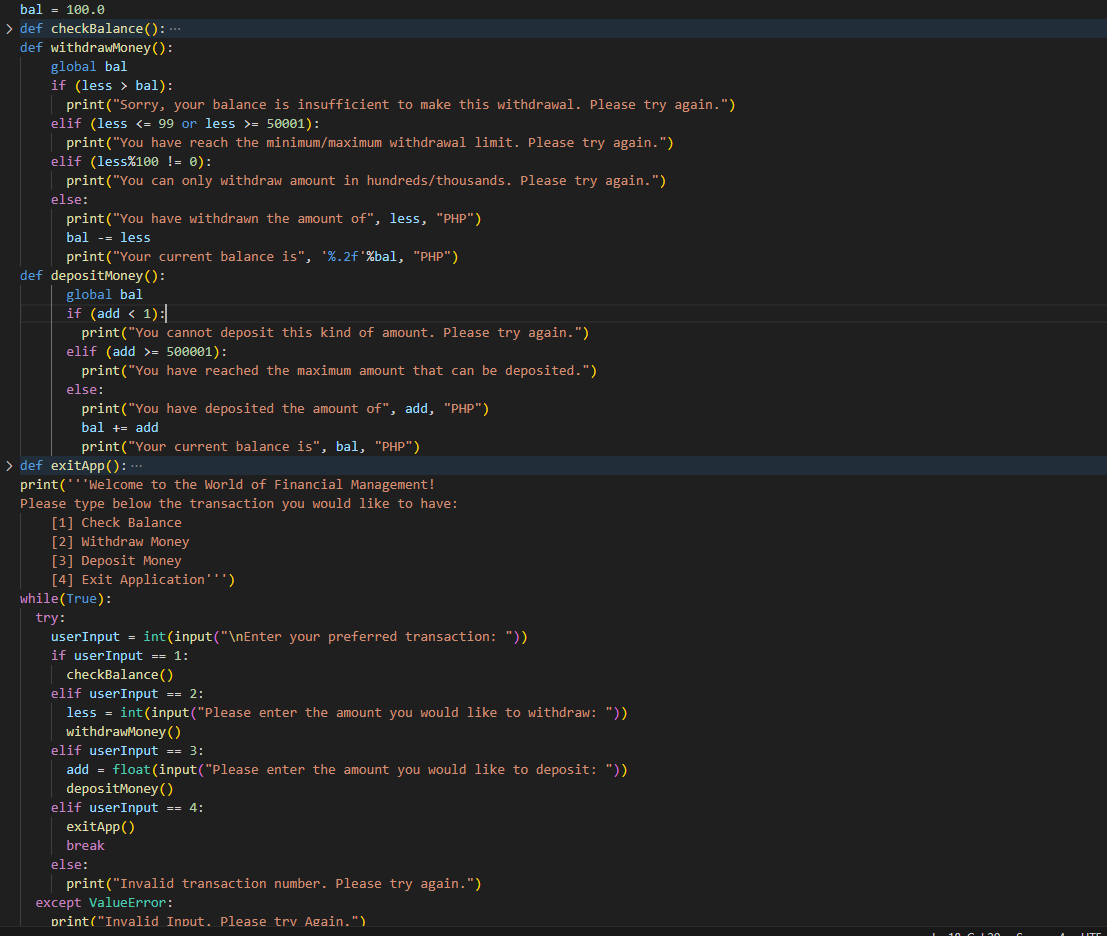 bal = 100.0
def checkBalance(): ···
def withdrawMoney():
    global bal
    if (less > bal):
      print("Sorry, your balance is insufficient to make this withdrawal. Please try again.")
    elif (less <= 99 or less >= 50001):
      print("You have reach the minimum/maximum withdrawal limit. Please try again.")
    elif (less%100 != 0):
      print("You can only withdraw amount in hundreds/thousands. Please try again.")
    else:
      print("You have withdrawn the amount of", less, "PHP")
      bal -= less
      print("Your current balance is", '%.2f'%bal, "PHP")
def depositMoney():
      global bal
      if (add < 1):
        print("You cannot deposit this kind of amount. Please try again.")
      elif (add >= 500001):
        print("You have reached the maximum amount that can be deposited.")
      else:
        print("You have deposited the amount of", add, "PHP")
        bal += add
        print("Your current balance is", bal, "PHP")
def exitApp(): ···
print('''Welcome to the World of Financial Management!
Please type below the transaction you would like to have:
    [1] Check Balance
    [2] Withdraw Money
    [3] Deposit Money
    [4] Exit Application''')
while(True):
  try:
    userInput = int(input("\nEnter your preferred transaction: "))
    if userInput == 1:
      checkBalance()
    elif userInput == 2:
      less = int(input("Please enter the amount you would like to withdraw: "))
      withdrawMoney()
    elif userInput == 3:
      add = float(input("Please enter the amount you would like to deposit: "))
      depositMoney()
    elif userInput == 4:
      exitApp()
      break
    else:
      print("Invalid transaction number. Please try again.")
  except ValueError:
    print("Invalid Input. Please try Again.")